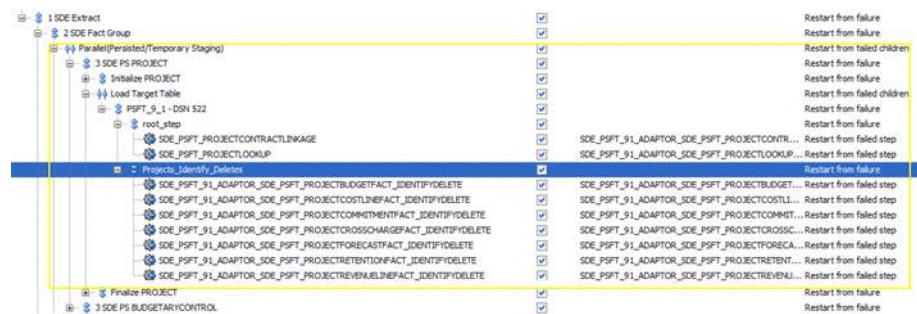 1 SDE Extract Restart from failure
2 SDE Fact Group Restart from failure
Parallel(Persisted/Temporary Staging) Restart from failed children
3 SDE PS PROJECT Restart from failure
Initialize PROJECT Restart from failure
Load Target Table Restart from failed children
PSFT_9_1 - DSN 522 Restart from failure
root_step Restart from failure
SDE_PSFT_PROJECTCONTRACTLINKAGE SDE_PSFT_91_ADAPTOR_SDE_PSFT_PROJECTCONTR... Restart from failed step
SDE_PSFT_PROJECTLOOKUP SDE_PSFT_91_ADAPTOR_SDE_PSFT_PROJECTLOOKUP... Restart from failed step
Projects_Identify_Deletes Restart from failure
SDE_PSFT_91_ADAPTOR_SDE_PSFT_PROJECTBUDGETFACT_IDENTIFYDELETE SDE_PSFT_91_ADAPTOR_SDE_PSFT_PROJECTBUDGET... Restart from failed step
SDE_PSFT_91_ADAPTOR_SDE_PSFT_PROJECTCOSTLINEFACT_IDENTIFYDELETE SDE_PSFT_91_ADAPTOR_SDE_PSFT_PROJECTCOSTLI... Restart from failed step
SDE_PSFT_91_ADAPTOR_SDE_PSFT_PROJECTCOMMITMENTFACT_IDENTIFYDELETE SDE_PSFT_91_ADAPTOR_SDE_PSFT_PROJECTCOMMIT... Restart from failed step
SDE_PSFT_91_ADAPTOR_SDE_PSFT_PROJECTCROSSCHARGEFACT_IDENTIFYDELETE SDE_PSFT_91_ADAPTOR_SDE_PSFT_PROJECTCROSSC... Restart from failed step
SDE_PSFT_91_ADAPTOR_SDE_PSFT_PROJECTFORECASTFACT_IDENTIFYDELETE SDE_PSFT_91_ADAPTOR_SDE_PSFT_PROJECTFORECA... Restart from failed step
SDE_PSFT_91_ADAPTOR_SDE_PSFT_PROJECTRETENTIONFACT_IDENTIFYDELETE SDE_PSFT_91_ADAPTOR_SDE_PSFT_PROJECTRETENT... Restart from failed step
SDE_PSFT_91_ADAPTOR_SDE_PSFT_PROJECTREVENUELINEFACT_IDENTIFYDELETE SDE_PSFT_91_ADAPTOR_SDE_PSFT_PROJECTREVENU... Restart from failed step
Finalize PROJECT Restart from failure
3 SDE PS BUDGETARYCONTROL Restart from failure